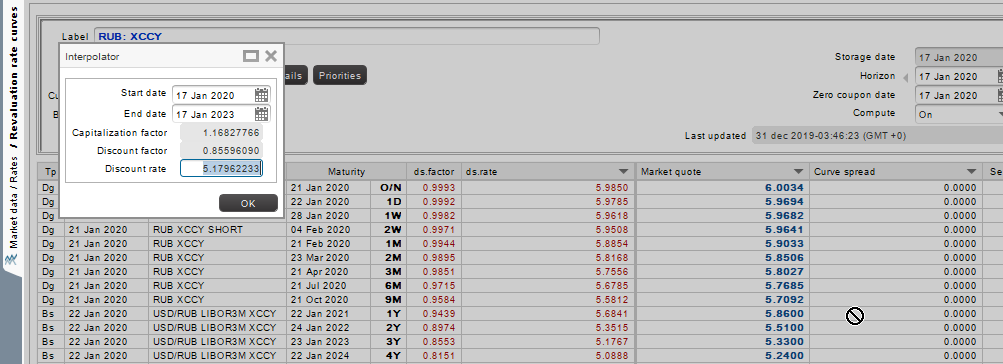 Market data / Rates / Revaluation rate curves
Label RUB: XCCY
Interpolator
Start date 17 Jan 2020
End date 17 Jan 2023
Capitalization factor 1.16827766
Discount factor 0.85596090
Discount rate 5.17962233
OK
ails Priorities
Cu
B
Storage date 17 Jan 2020
Horizon 17 Jan 2020
Zero coupon date 17 Jan 2020
Compute On
Last updated 31 dec 2019-03:46:23 (GMT +0)
Tp Maturity ds.factor ds.rate Market quote Curve spread Se
Dg 21 Jan 2020 O/N 0.9993 5.9850 6.0034 0.0000
Dg 22 Jan 2020 1D 0.9992 5.9785 5.9694 0.0000
Dg 28 Jan 2020 1W 0.9982 5.9618 5.9682 0.0000
Dg 21 Jan 2020 RUB XCCY SHORT 04 Feb 2020 2W 0.9971 5.9508 5.9641 0.0000
Dg 21 Jan 2020 RUB XCCY 21 Feb 2020 1M 0.9944 5.8854 5.9033 0.0000
Dg 21 Jan 2020 RUB XCCY 23 Mar 2020 2M 0.9895 5.8168 5.8506 0.0000
Dg 21 Jan 2020 RUB XCCY 21 Apr 2020 3M 0.9851 5.7556 5.8027 0.0000
Dg 21 Jan 2020 RUB XCCY 21 Jul 2020 6M 0.9715 5.6785 5.7685 0.0000
Dg 21 Jan 2020 RUB XCCY 21 Oct 2020 9M 0.9584 5.5812 5.7092 0.0000
Bs 22 Jan 2020 USD/RUB LIBOR3M XCCY 22 Jan 2021 1Y 0.9439 5.6841 5.8600 0.0000
Bs 22 Jan 2020 USD/RUB LIBOR3M XCCY 24 Jan 2022 2Y 0.8974 5.3515 5.5100 0.0000
Bs 22 Jan 2020 USD/RUB LIBOR3M XCCY 23 Jan 2023 3Y 0.8553 5.1767 5.3300 0.0000
Bs 22 Jan 2020 USD/RUB LIBOR3M XCCY 22 Jan 2024 4Y 0.8151 5.0888 5.2400 0.0000